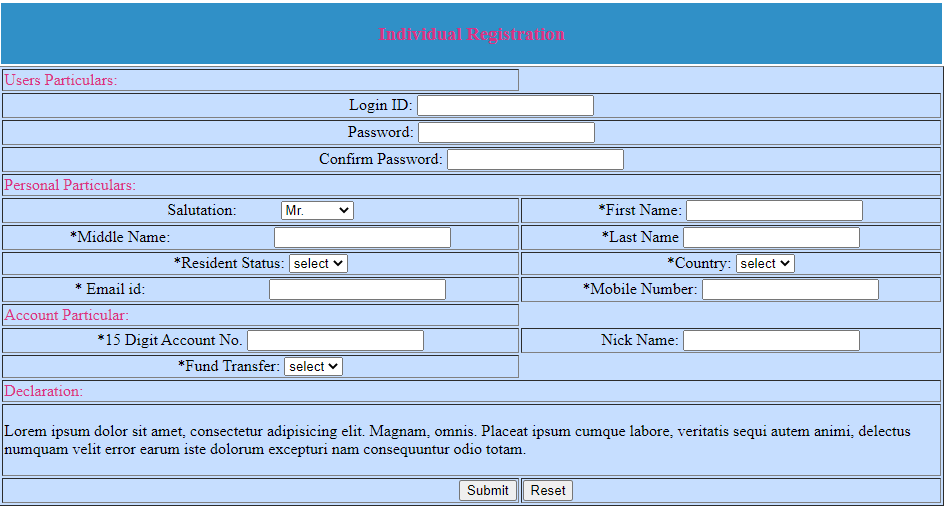 Individual Registration
Users Particulars:
Login ID:
Password:
Confirm Password:
Personal Particulars:
Salutation: Mr. *First Name:
*Middle Name: *Last Name
*Resident Status: select *Country: select
* Email id: *Mobile Number:
Account Particular:
*15 Digit Account No. Nick Name:
*Fund Transfer: select
Declaration:
Lorem ipsum dolor sit amet, consectetur adipisicing elit. Magnam, omnis. Placeat ipsum cumque labore, veritatis sequi autem animi, delectus
numquam velit error earum iste dolorum excepturi nam consequuntur odio totam.
Submit Reset